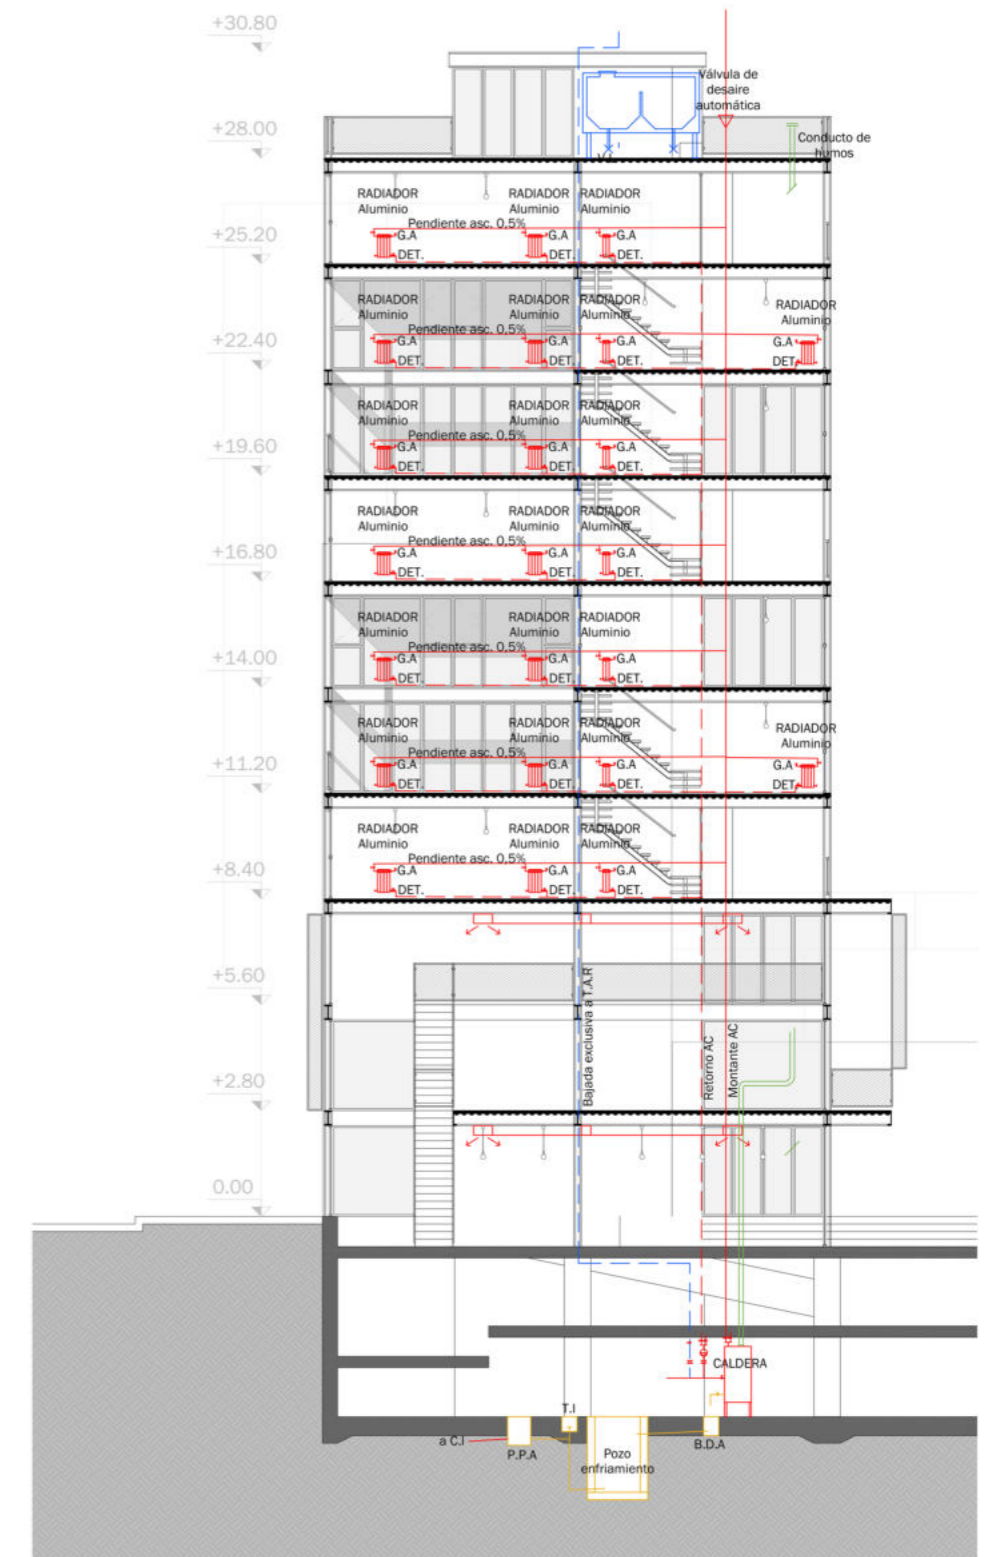 +30.80
Válvula de
desaire
automática
+28.00
Conducto de
humos
RADIADOR RADIADOR RADIADOR
Aluminio Aluminio Aluminio
Pendiente asc. 0,5%
+25.20
G.A G.A G.A
DET. DET. DET.
RADIADOR RADIADOR RADIADOR RADIADOR
Aluminio Aluminio Aluminio Aluminio
Pendiente asc. 0,5%
+22.40
G.A G.A G.A G.A
DET. DET. DET. DET.
RADIADOR RADIADOR RADIADOR
Aluminio Aluminio Aluminio
Pendiente asc. 0,5%
+19.60
G.A G.A G.A
DET. DET. DET.
RADIADOR RADIADOR RADIADOR
Aluminio Aluminio Aluminio
Pendiente asc. 0,5%
+16.80
G.A G.A G.A
DET. DET. DET.
RADIADOR RADIADOR RADIADOR
Aluminio Aluminio Aluminio
Pendiente asc. 0,5%
+14.00
G.A G.A G.A
DET. DET. DET.
RADIADOR RADIADOR RADIADOR RADIADOR
Aluminio Aluminio Aluminio Aluminio
Pendiente asc. 0,5%
+11.20
G.A G.A G.A G.A
DET. DET. DET. DET.
RADIADOR RADIADOR RADIADOR
Aluminio Aluminio Aluminio
Pendiente asc. 0,5%
+8.40
G.A G.A G.A
DET. DET. DET.
+5.60
Bajada exclusiva a T.A.R
Retorno AC
Montante AC
+2.80
0.00
CALDERA
T.I
a C.I
P.P.A
Pozo
enfriamiento
B.D.A